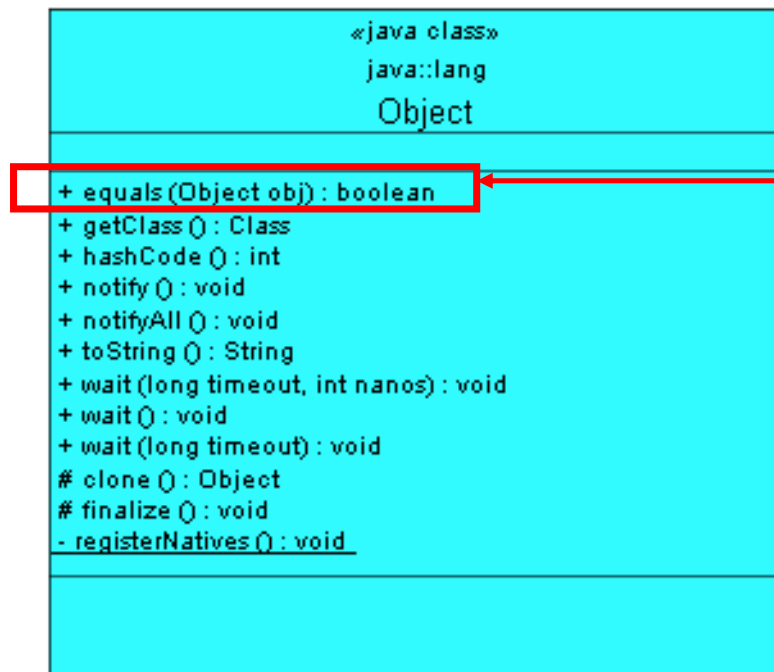 «java class»
java::lang
Object
+ equals (Object obj) : boolean
+ getClass () : Class
+ hashCode () : int
+ notify () : void
+ notifyAll () : void
+ toString () : String
+ wait (long timeout, int nanos) : void
+ wait () : void
+ wait (long timeout) : void
# clone () : Object
# finalize () : void
- registerNatives () : void